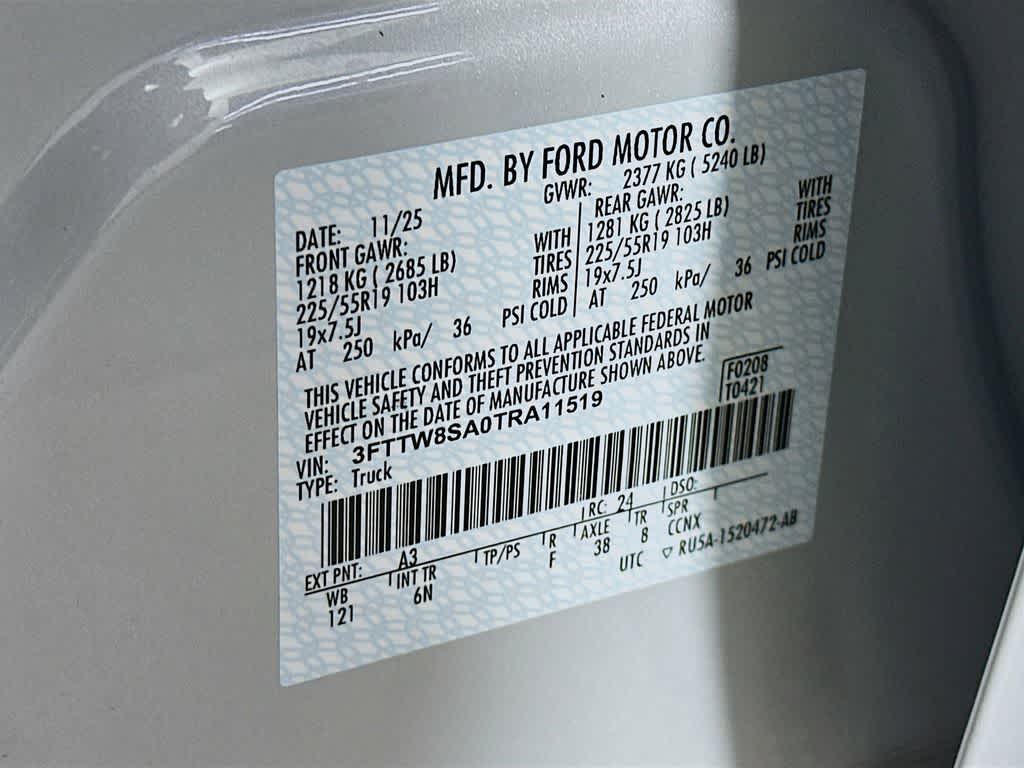 MFD. BY FORD MOTOR CO.
DATE: 11/25 GVWR: 2377 KG ( 5240 LB)
FRONT GAWR: REAR GAWR:
1218 KG ( 2685 LB) WITH 1281 KG ( 2825 LB) WITH
225/55R19 103H TIRES 225/55R19 103H TIRES
19x7.5J RIMS 19x7.5J RIMS
AT 250 kPa/ 36 PSI COLD AT 250 kPa/ 36 PSI COLD
THIS VEHICLE CONFORMS TO ALL APPLICABLE FEDERAL MOTOR
VEHICLE SAFETY AND THEFT PREVENTION STANDARDS IN
EFFECT ON THE DATE OF MANUFACTURE SHOWN ABOVE.
VIN: 3FTTW8SA0TRA11519 F0208
TYPE: Truck T0421
EXT PNT: A3 RC: 24 DSO:
WB INT TR TP/PS R AXLE TR SPR
121 6N F 38 8 CCNX
UTC ▽ RU5A-1520472-AB